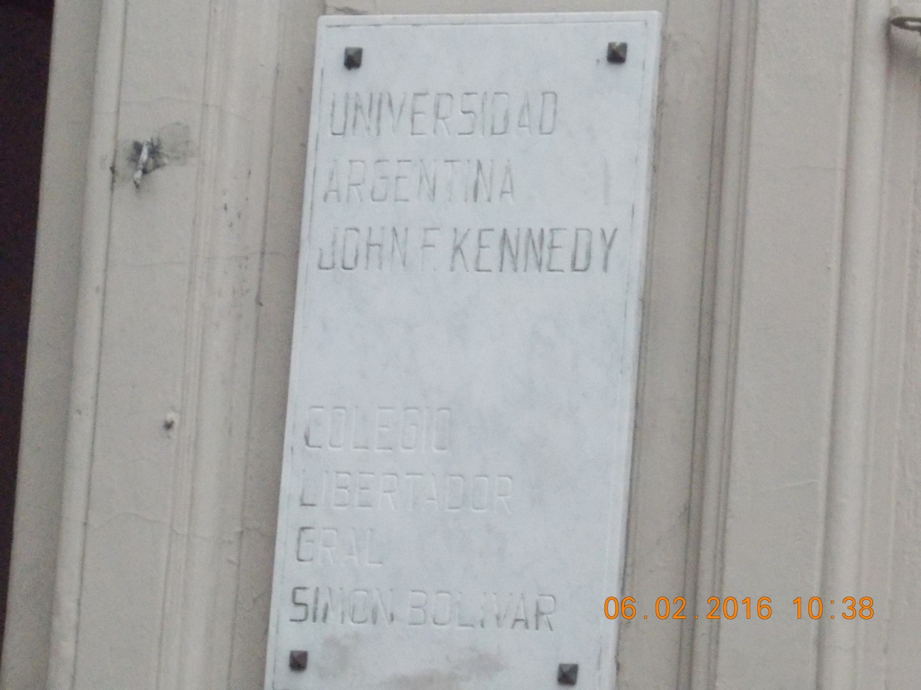 UNIVERSIDAD
ARGENTINA
JOHN F. KENNEDY
COLEGIO
LIBERTADOR
GRAL
SIMON BOLIVAR
06.02.2016 10:38